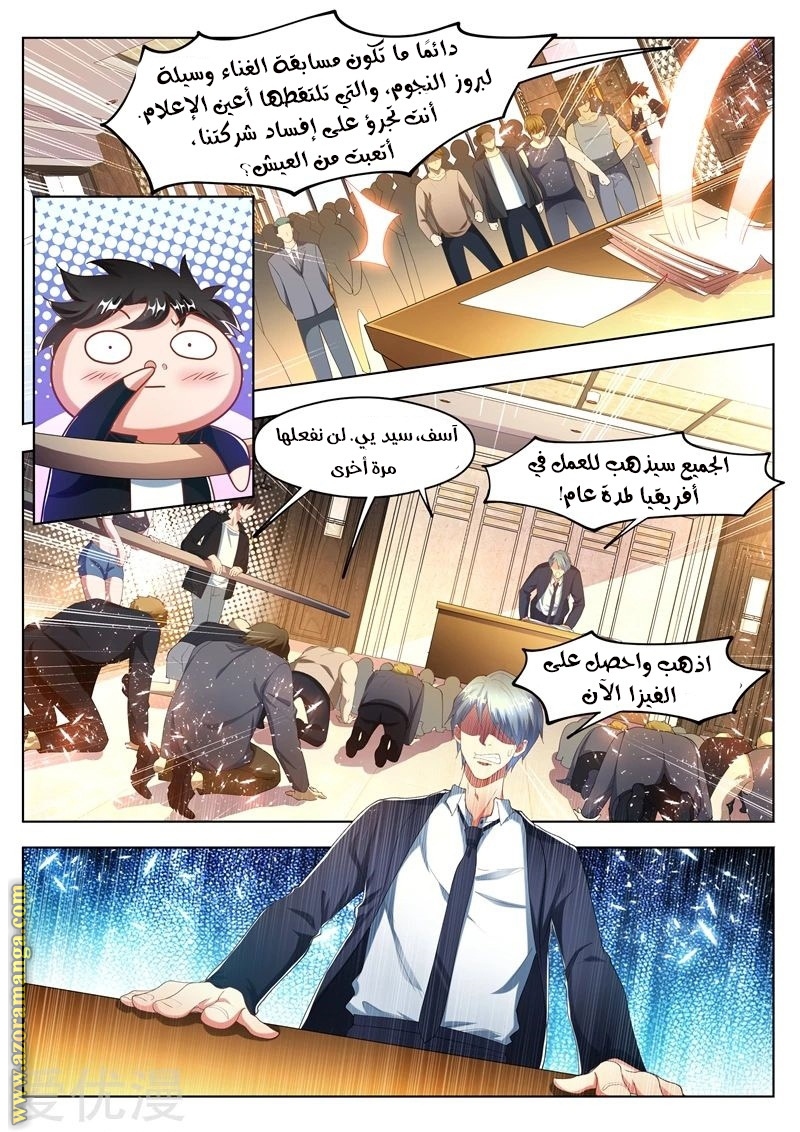 دائمًا ما تكون مسابقة الغناء وسيلة
لبروز النجوم، والتي تلتقطها أعين الإعلام.
أنت تجرؤ على إفساد شركتنا،
أتعبت من العيش؟
الجميع سيذهب للعمل في
أفريقيا لمدة عام!
آسف، سيد يي. لن نفعلها
مرة أخرى
اذهب واحصل على
الفيزا الآن
www.azoramanga.com
爱优漫